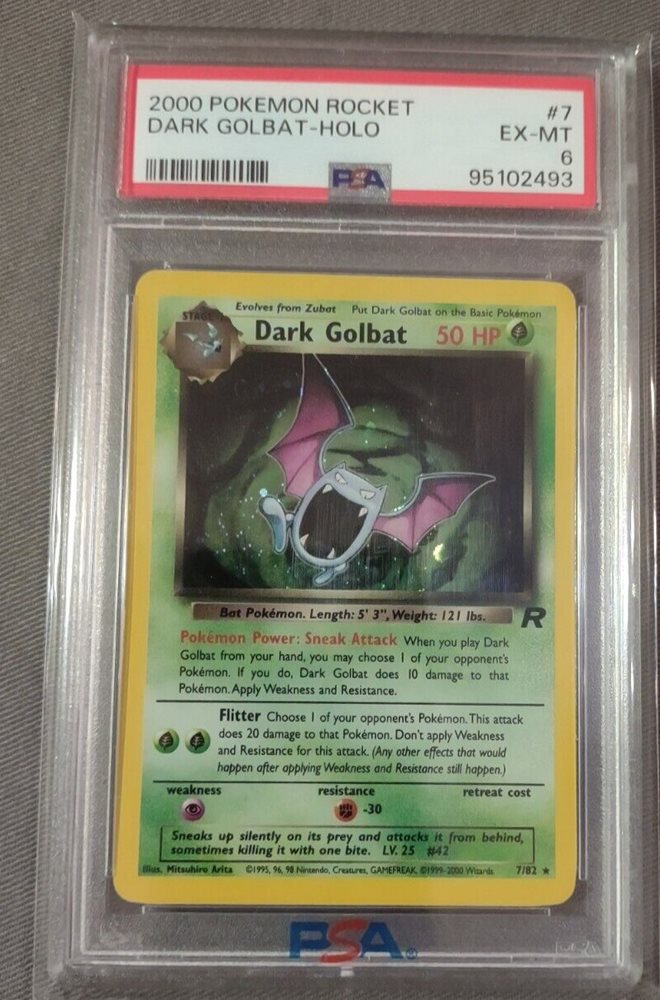 2000 POKEMON ROCKET #7
DARK GOLBAT-HOLO EX-MT
6
PSA 95102493
STAGE
Evolves from Zubat Put Dark Golbat on the Basic Pokémon
Dark Golbat 50 HP
Bat Pokémon. Length: 5' 3", Weight: 121 lbs.
R
Pokémon Power: Sneak Attack When you play Dark
Golbat from your hand, you may choose 1 of your opponent's
Pokémon. If you do, Dark Golbat does 10 damage to that
Pokémon. Apply Weakness and Resistance.
Flitter Choose 1 of your opponent's Pokémon. This attack
does 20 damage to that Pokémon. Don't apply Weakness
and Resistance for this attack. (Any other effects that would
happen after applying Weakness and Resistance still happen.)
weakness resistance retreat cost
-30
Sneaks up silently on its prey and attacks it from behind,
sometimes killing it with one bite. LV. 25 #42
Illus. Mitsuhiro Arita ©1995, 96, 98 Nintendo, Creatures, GAMEFREAK. ©1999-2000 Wizards. 7/82 ★
PSA®